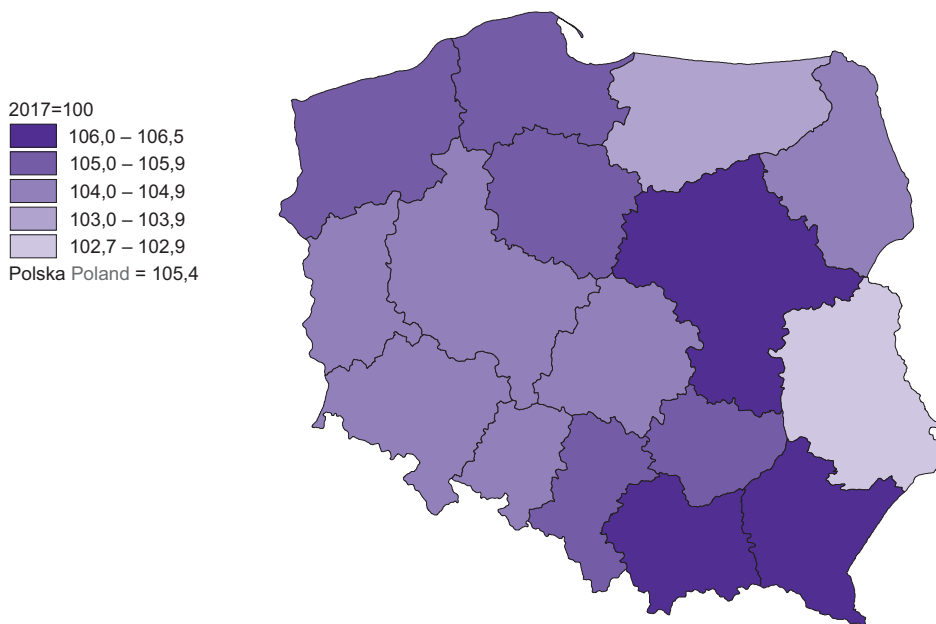 2017=100
106,0 – 106,5
105,0 – 105,9
104,0 – 104,9
103,0 – 103,9
102,7 – 102,9
Polska Poland = 105,4